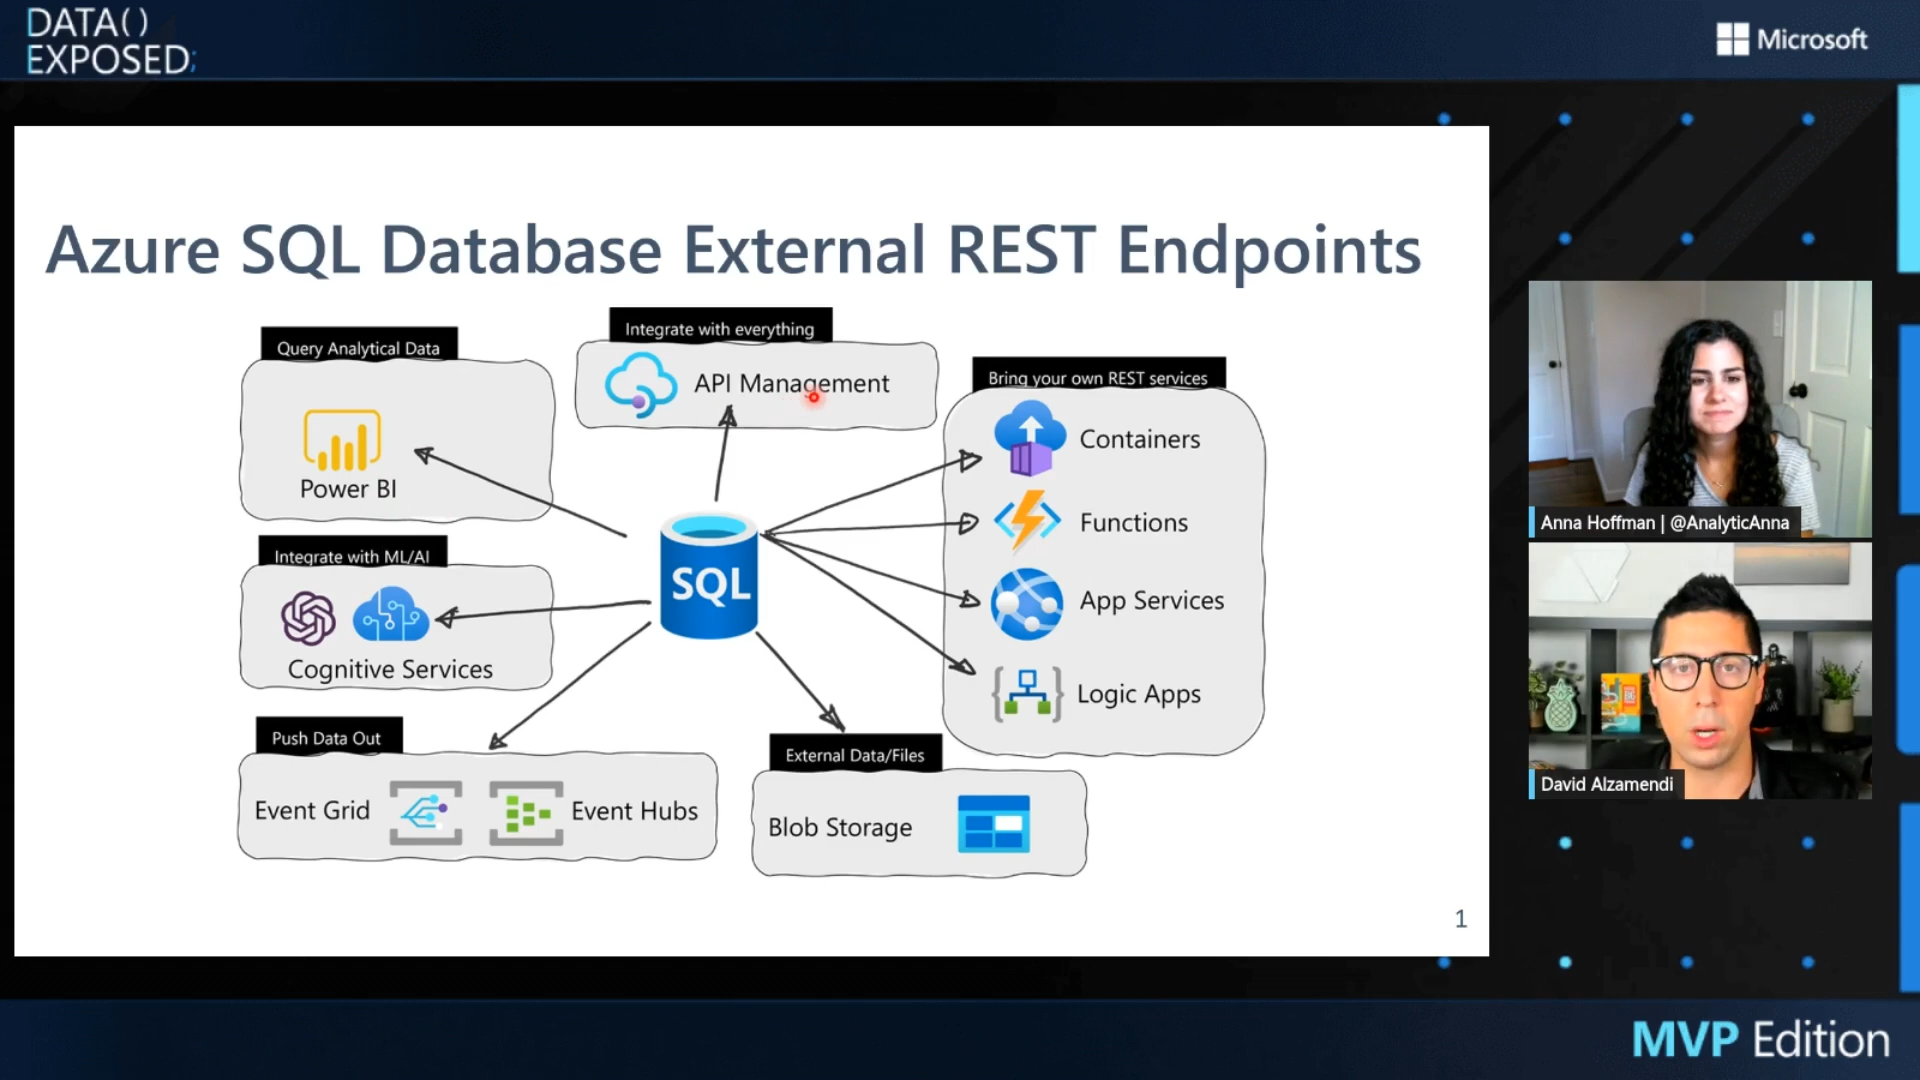 DATA()
EXPOSED;
Microsoft
Azure SQL Database External REST Endpoints
Query Analytical Data
Power BI
Integrate with everything
API Management
Bring your own REST services
Containers
Functions
App Services
Logic Apps
SQL
Integrate with ML/AI
Cognitive Services
Push Data Out
Event Grid
Event Hubs
External Data/Files
Blob Storage
1
Anna Hoffman | @AnalyticAnna
David Alzamendi
MVP Edition